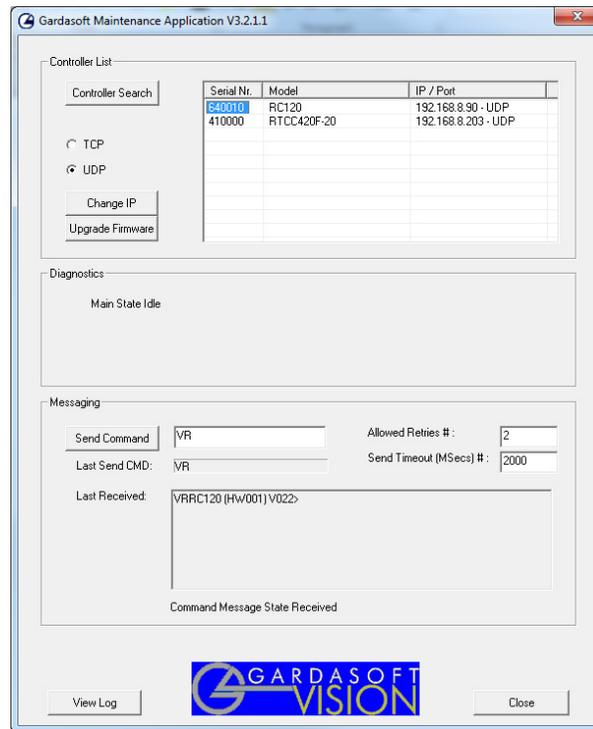 Gardasoft Maintenance Application V3.2.1.1
Controller List
Controller Search
Serial Nr. Model IP / Port
640010 RC120 192.168.8.90 - UDP
410000 RTCC420F-20 192.168.8.203 - UDP
TCP
UDP
Change IP
Upgrade Firmware
Diagnostics
Main State Idle
Messaging
Send Command VR Allowed Retries # : 2
Last Send CMD: VR Send Timeout (MSecs) # : 2000
Last Received: VRRC120 (HW001) V022>
Command Message State Received
View Log
GARDASOFT
VISION
Close